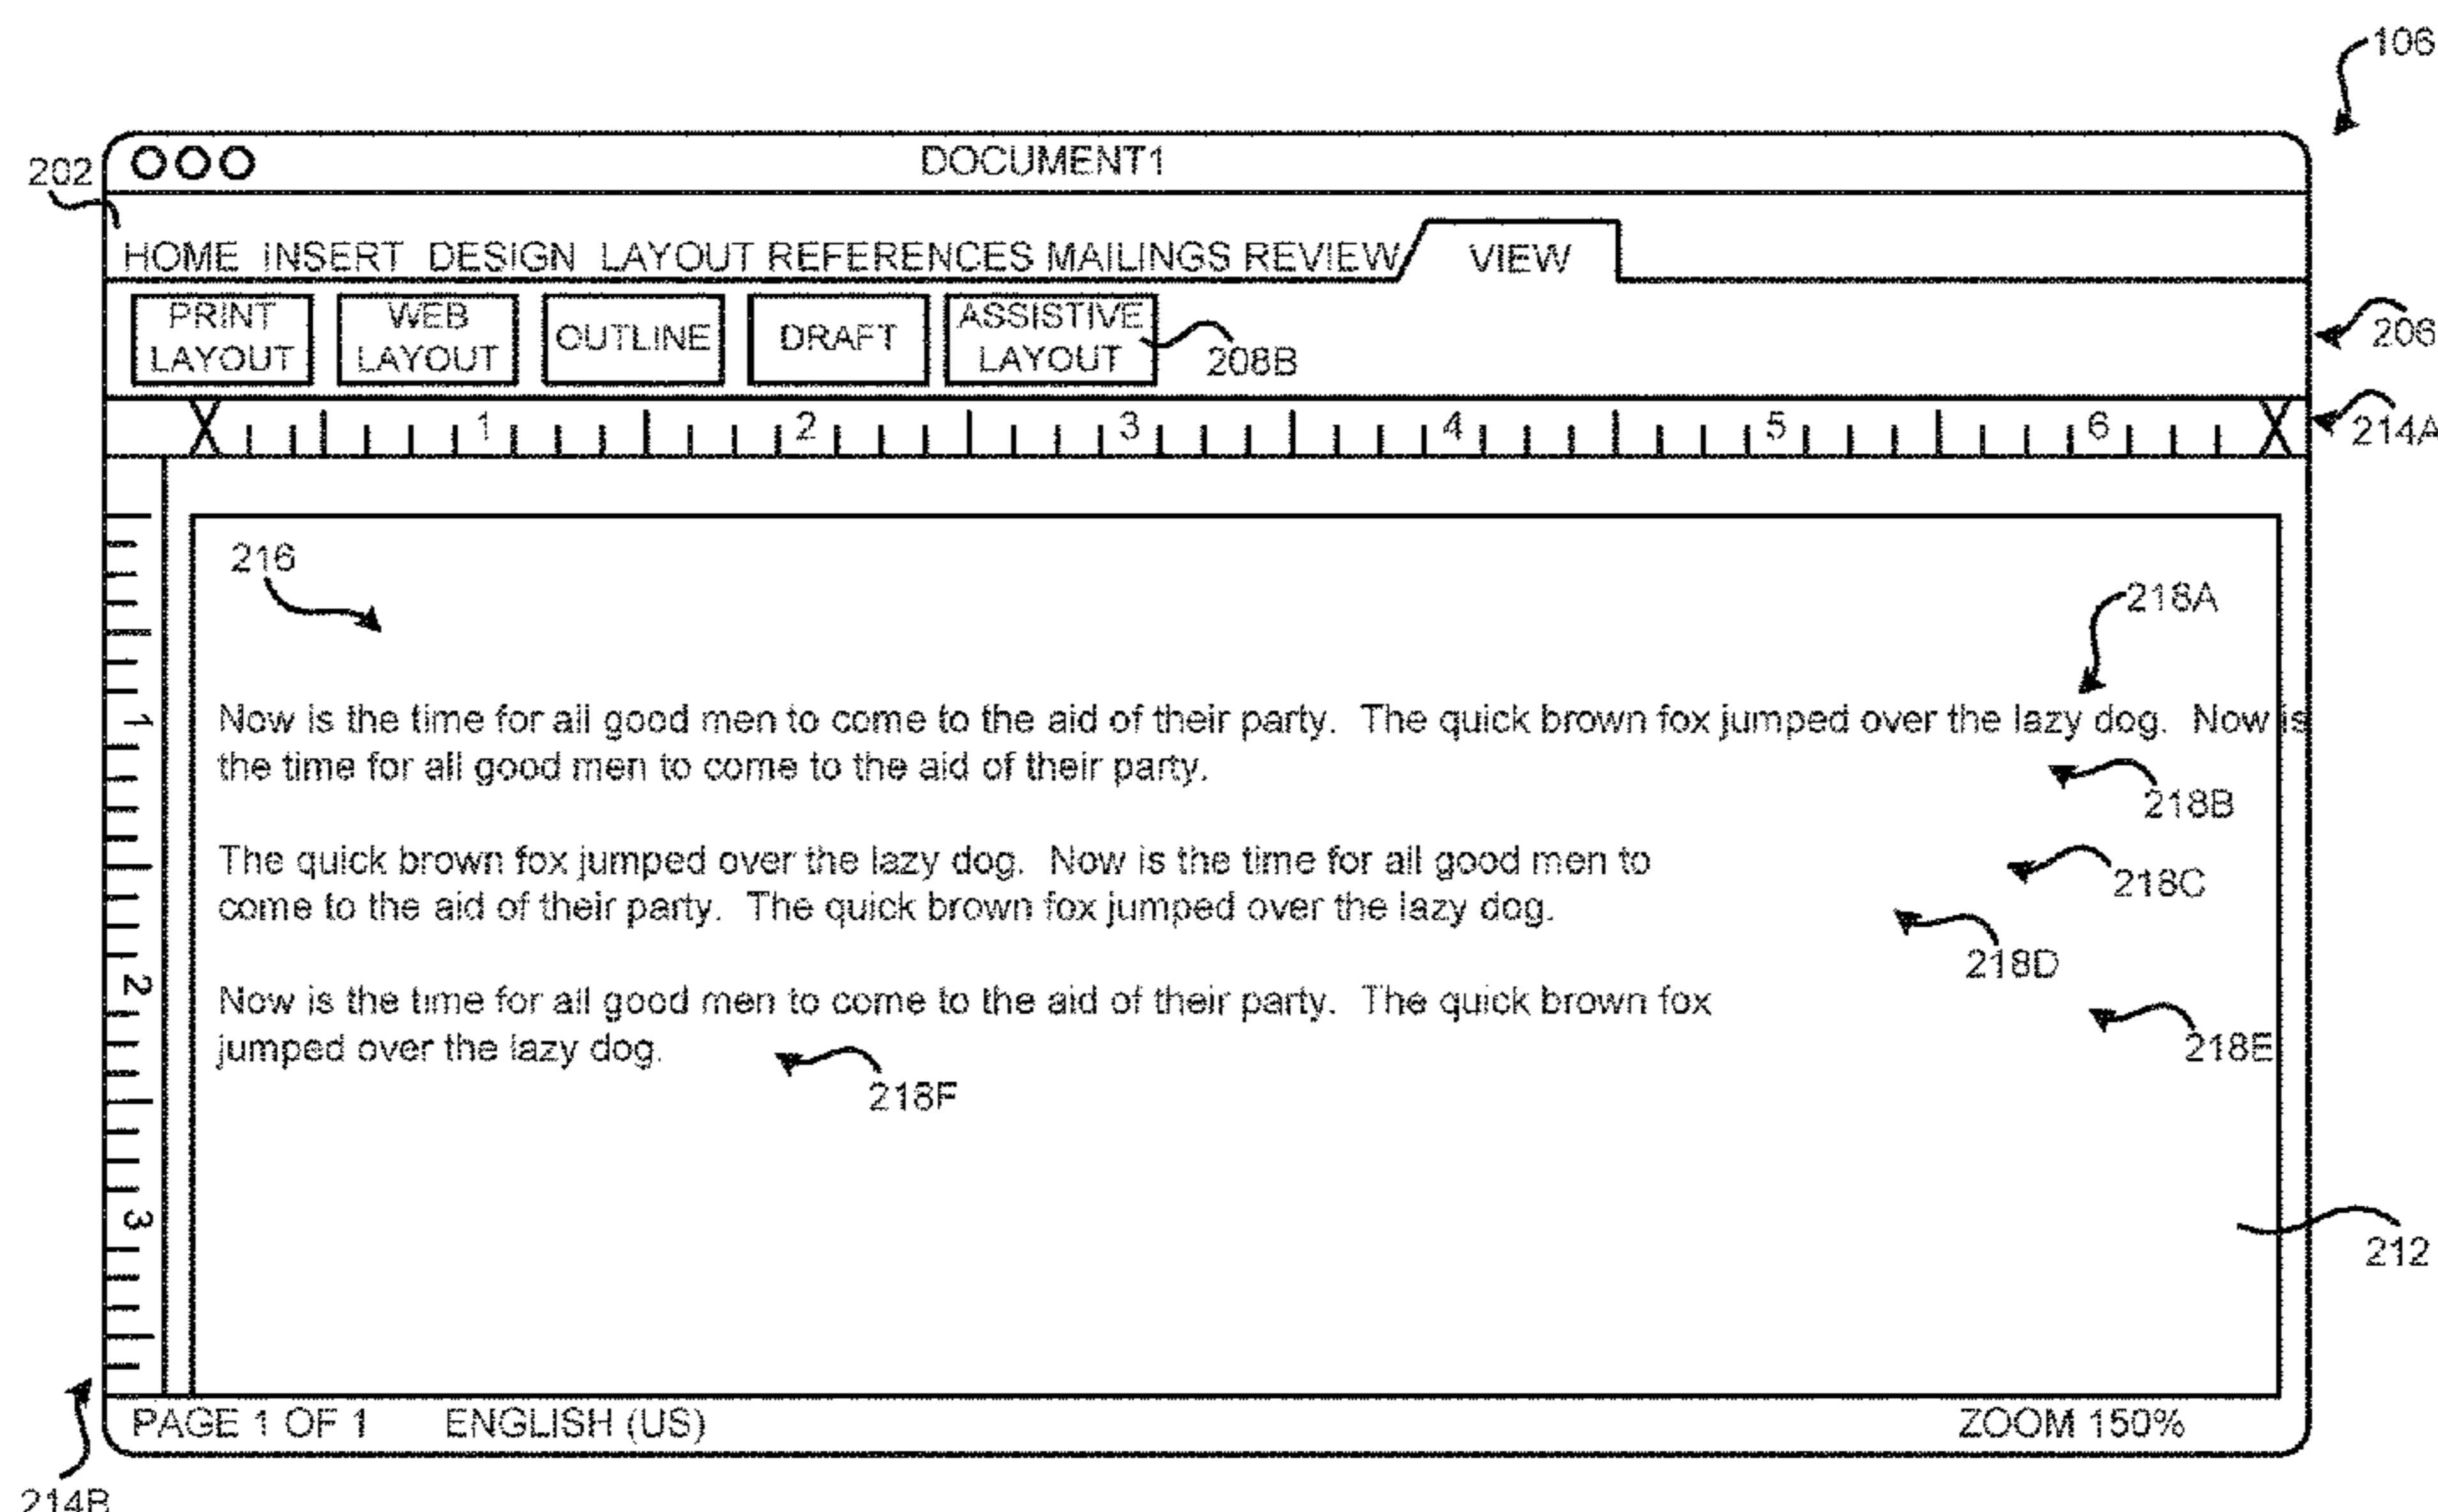 106
202
DOCUMENT1
HOME INSERT DESIGN LAYOUT REFERENCES MAILINGS REVIEW VIEW
PRINT LAYOUT
WEB LAYOUT
OUTLINE
DRAFT
ASSISTIVE LAYOUT
208B
206
1 2 3 4 5 6
214A
216
218A
1
Now is the time for all good men to come to the aid of their party. The quick brown fox jumped over the lazy dog. Now is
the time for all good men to come to the aid of their party.
218B
The quick brown fox jumped over the lazy dog. Now is the time for all good men to
218C
come to the aid of their party. The quick brown fox jumped over the lazy dog.
218D
2
Now is the time for all good men to come to the aid of their party. The quick brown fox
218E
jumped over the lazy dog.
218F
3
212
PAGE 1 OF 1 ENGLISH (US) ZOOM 150%
214B